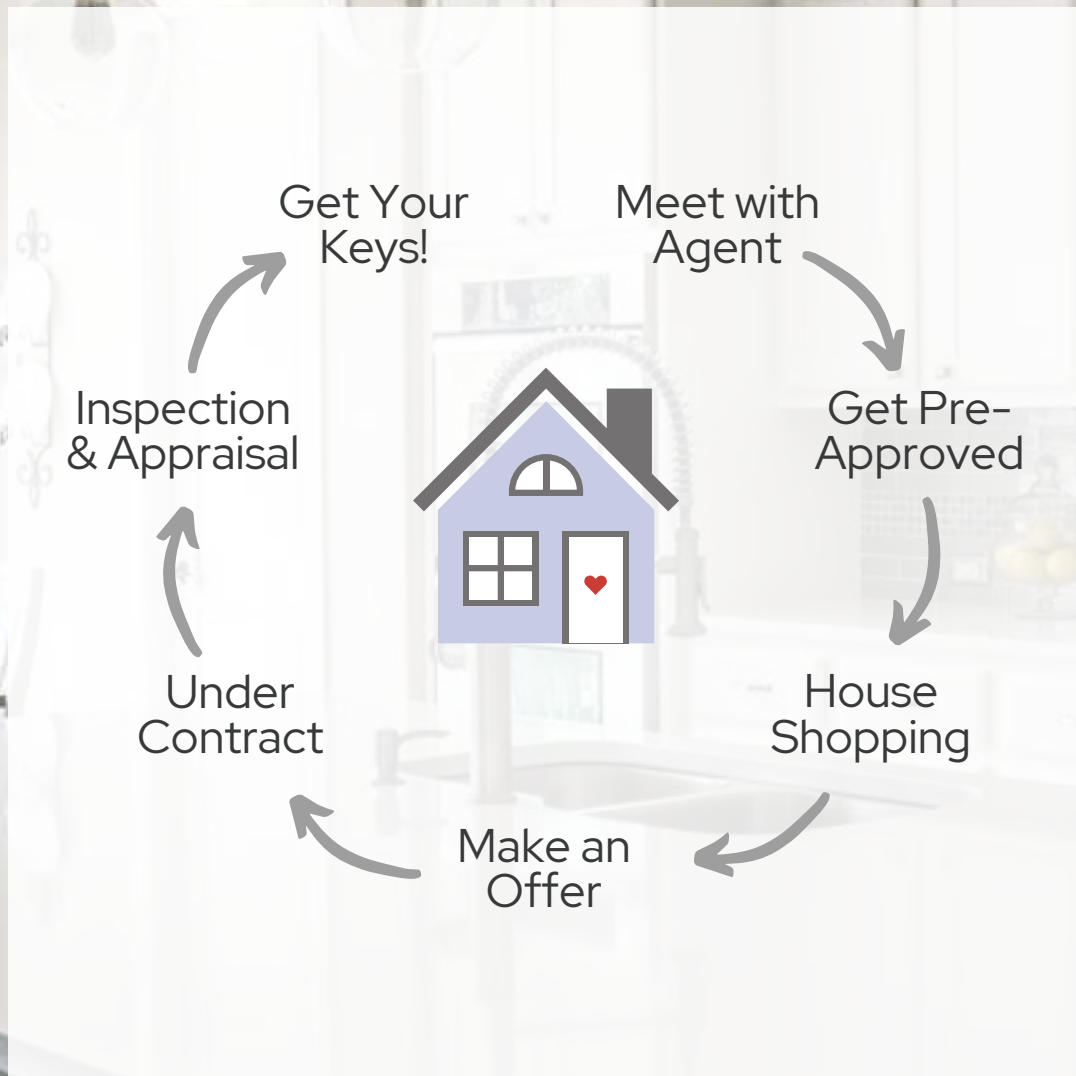 Get Your
Keys!
Meet with
Agent
Inspection
& Appraisal
Get Pre-
Approved
Under
Contract
House
Shopping
Make an
Offer